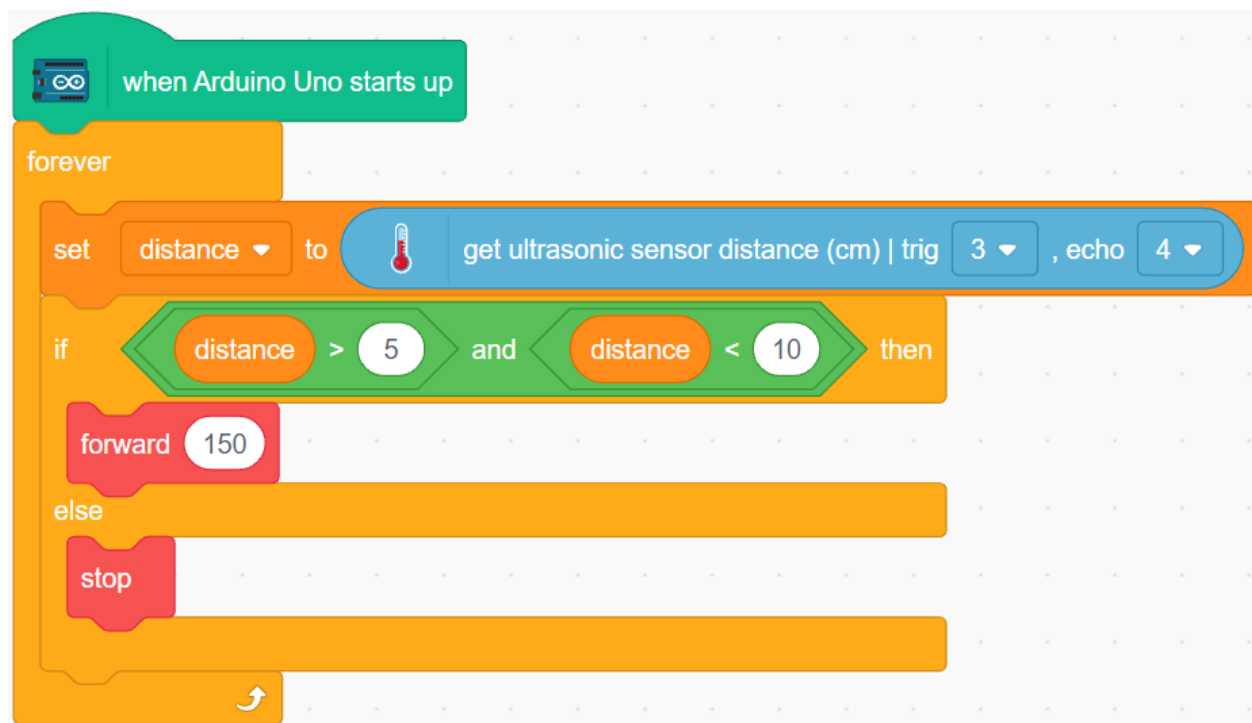 when Arduino Uno starts up
forever
set distance to get ultrasonic sensor distance (cm) | trig 3 , echo 4
if distance > 5 and distance < 10 then
forward 150
else
stop